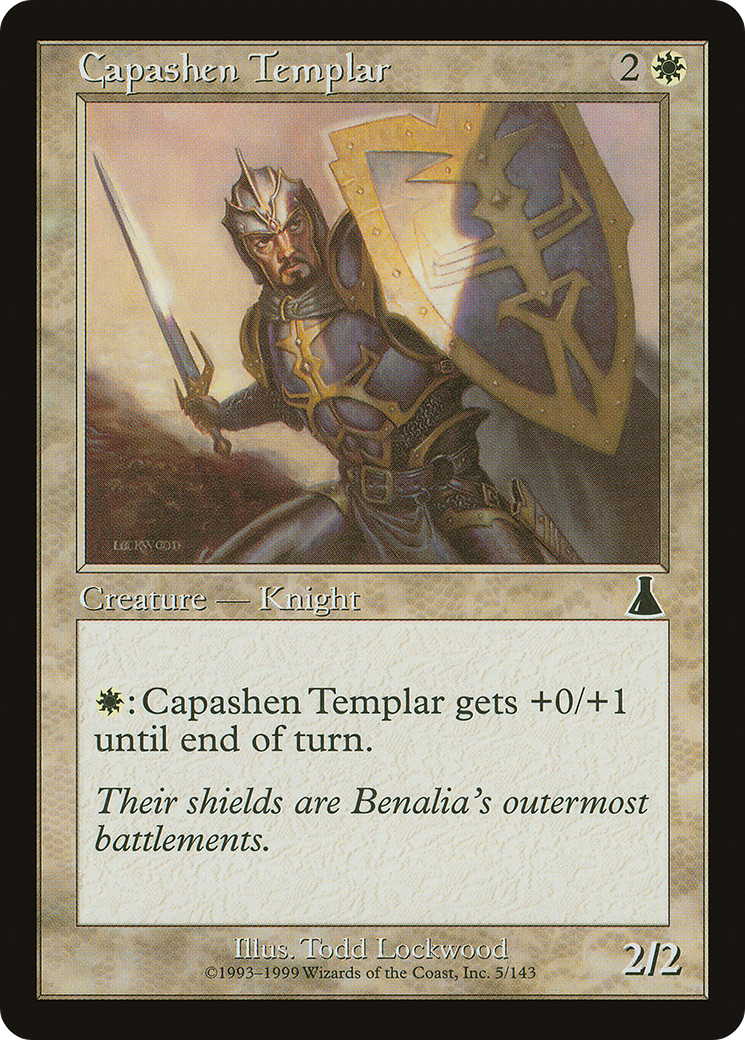 Capashen Templar 2
LOCKWOOD
Creature — Knight
: Capashen Templar gets +0/+1
until end of turn.
Their shields are Benalia's outermost
battlements.
Illus. Todd Lockwood
©1993–1999 Wizards of the Coast, Inc. 5/143
2/2